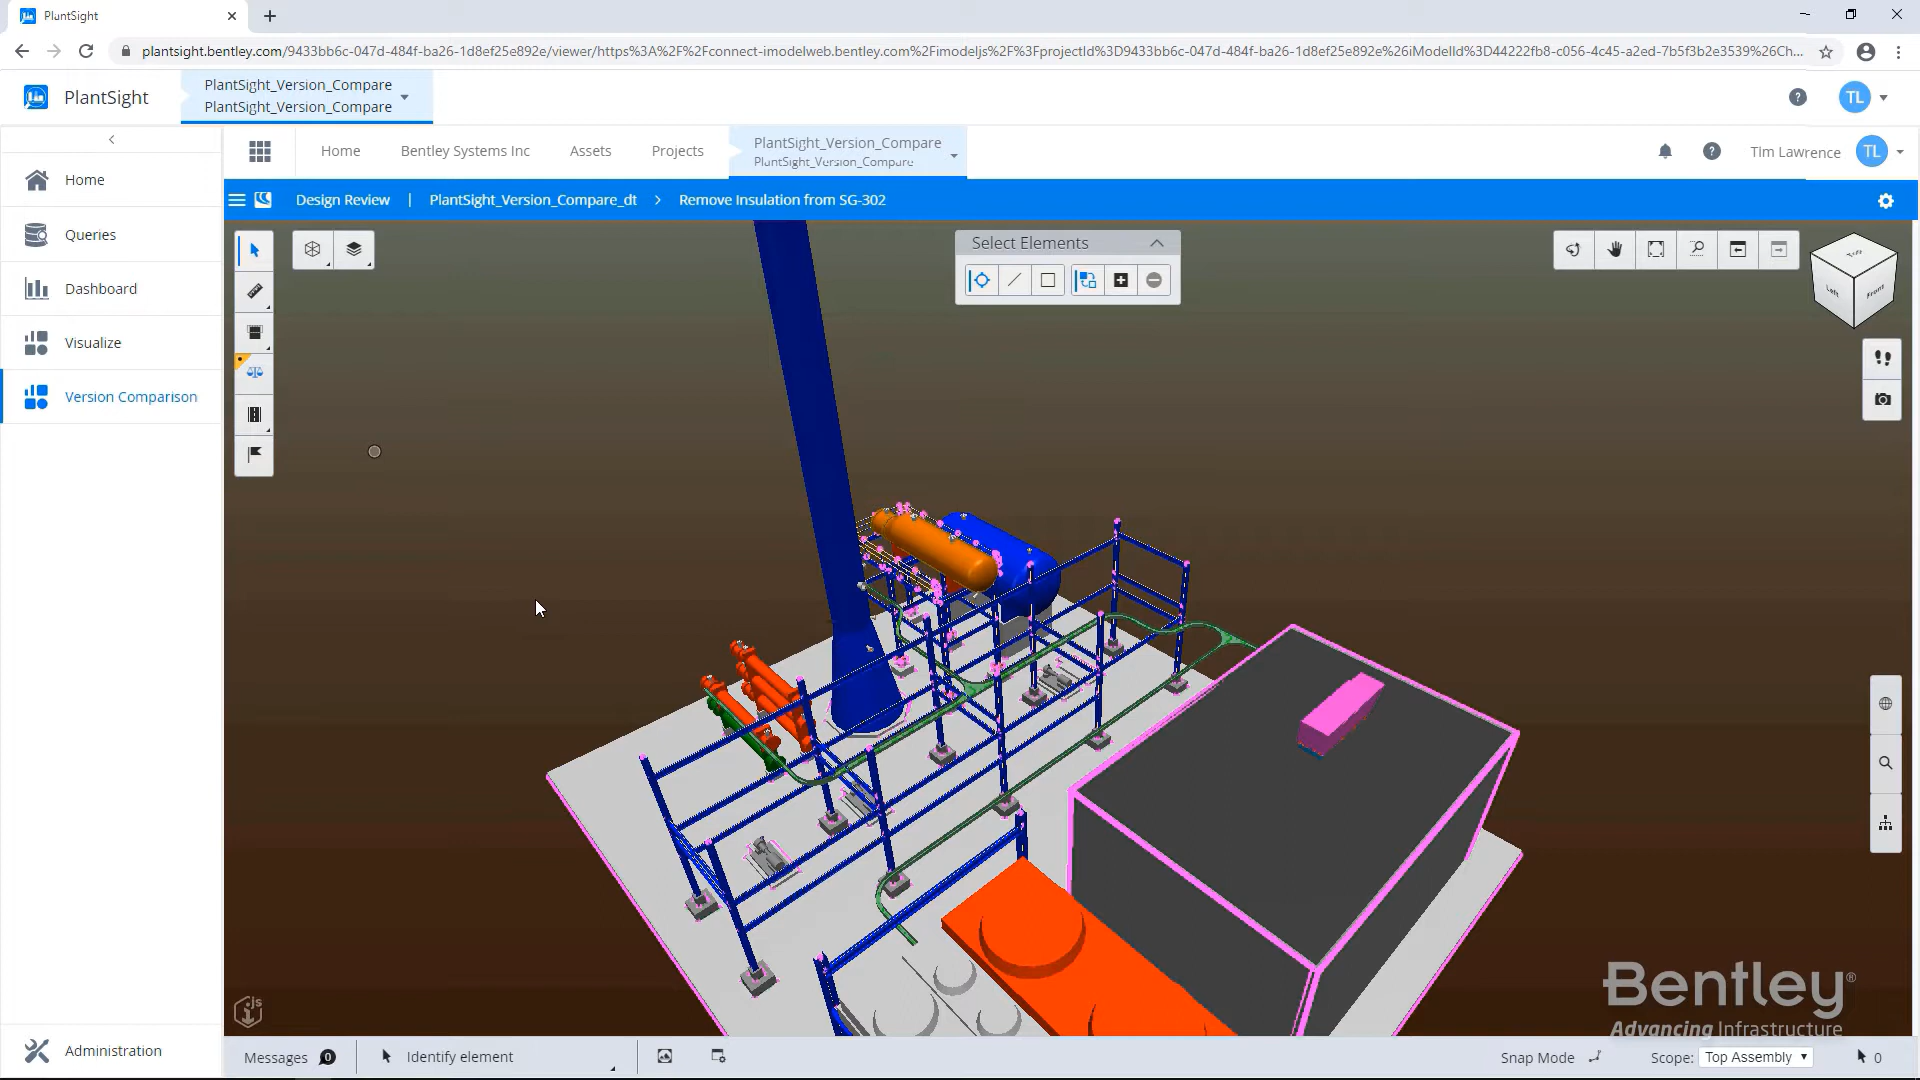 PlantSight
plantsight.bentley.com/9433bb6c-047d-484f-ba26-1d8ef25e892e/viewer/https%3A%2F%2Fconnect-imodelweb.bentley.com%2Fimodeljs%2F%3FprojectId%3D9433bb6c-047d-484f-ba26-1d8ef25e892e%26iModelId%3D44222fb8-c056-4c45-a2ed-7b5f3b2e3539%26Ch...
PlantSight
PlantSight_Version_Compare
PlantSight_Version_Compare
TL
Home
Bentley Systems Inc
Assets
Projects
PlantSight_Version_Compare
PlantSight_Version_Compare
Tim Lawrence
TL
Home
Queries
Dashboard
Visualize
Version Comparison
Administration
Design Review | PlantSight_Version_Compare_dt > Remove Insulation from SG-302
Select Elements
Top
Left
Front
Bentley®
Advancing Infrastructure
js
Messages 0
Identify element
Snap Mode
Scope: Top Assembly
0